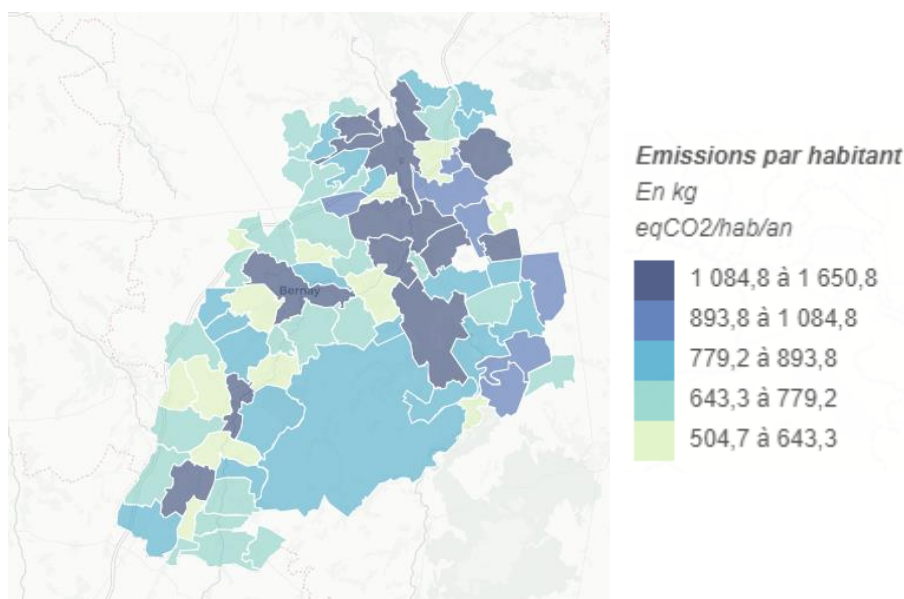 Bernay
Emissions par habitant
En kg
eqCO2/hab/an
1 084,8 à 1 650,8
893,8 à 1 084,8
779,2 à 893,8
643,3 à 779,2
504,7 à 643,3